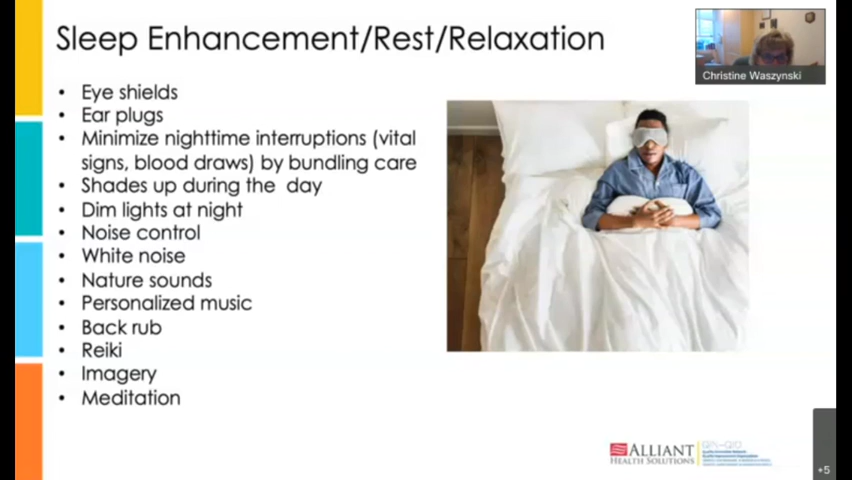 Sleep Enhancement/Rest/Relaxation
Christine Waszynski
• Eye shields
• Ear plugs
• Minimize nighttime interruptions (vital
signs, blood draws) by bundling care
• Shades up during the day
• Dim lights at night
• Noise control
• White noise
• Nature sounds
• Personalized music
• Back rub
• Reiki
• Imagery
• Meditation
ALLIANT
HEALTH SOLUTIONS
QIN-QIO
+5